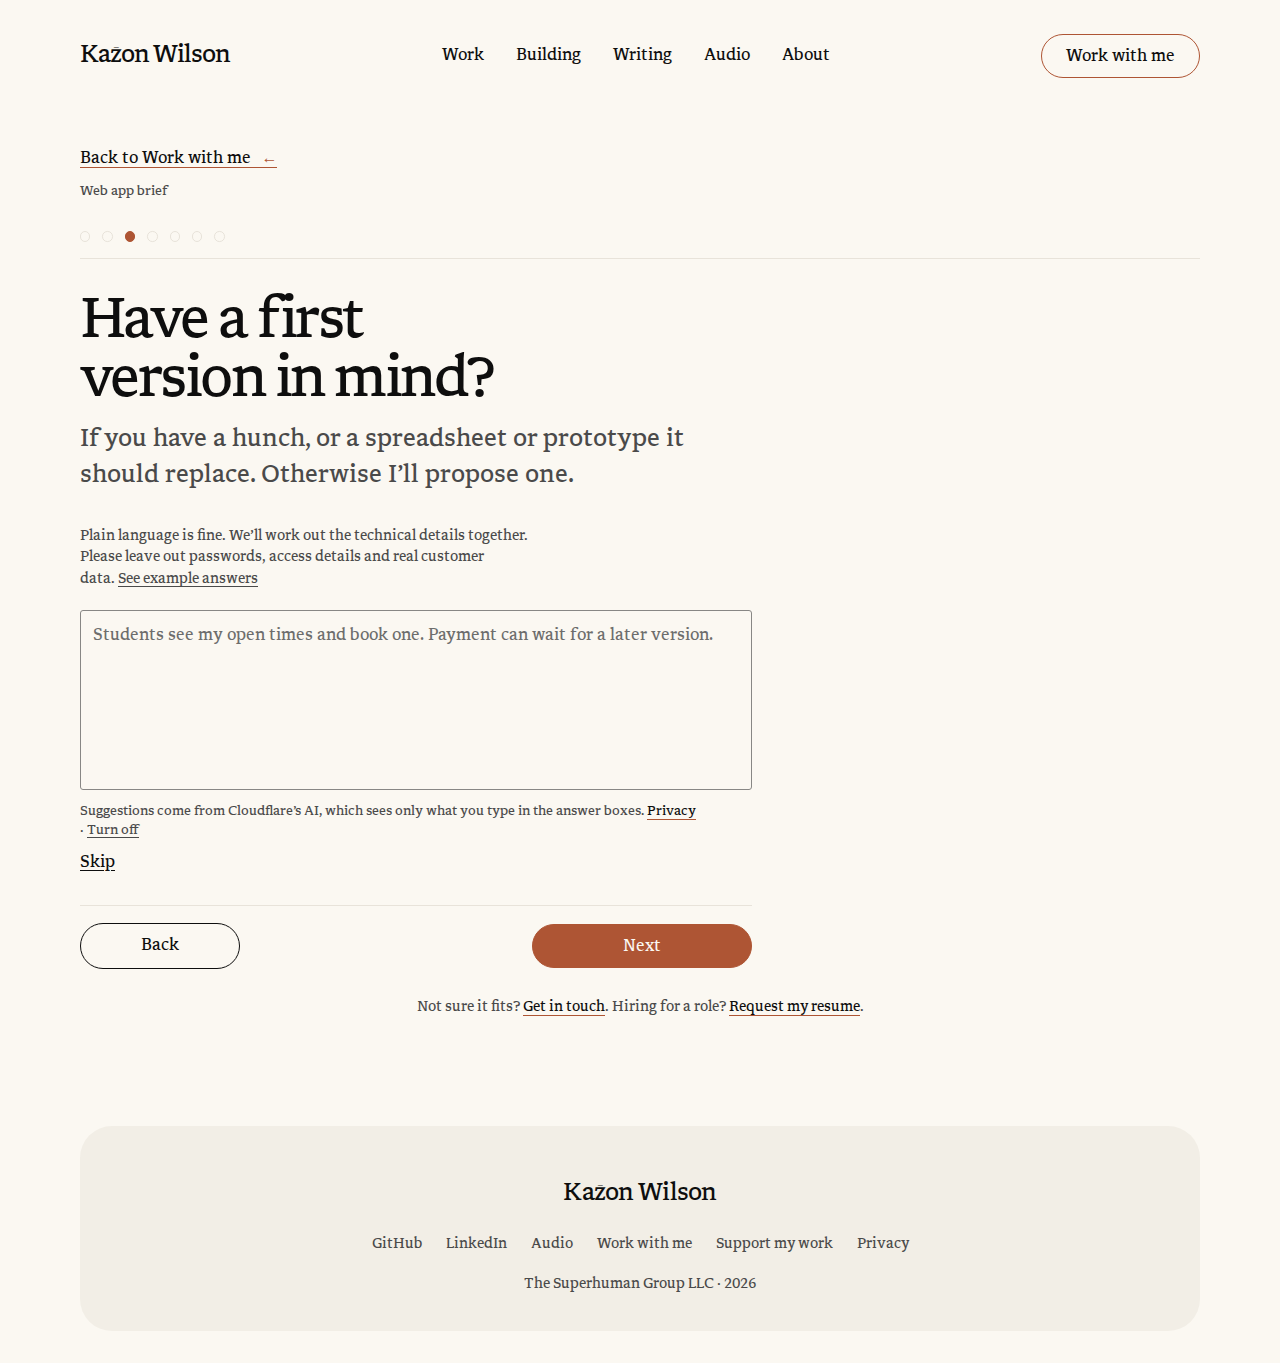 Kaz̄on Wilson
Work
Building
Writing
Audio
About
Work with me
Back to Work with me ←
Web app brief
Have a first
version in mind?
If you have a hunch, or a spreadsheet or prototype it
should replace. Otherwise I’ll propose one.
Plain language is fine. We’ll work out the technical details together.
Please leave out passwords, access details and real customer
data. See example answers
Students see my open times and book one. Payment can wait for a later version.
Suggestions come from Cloudflare’s AI, which sees only what you type in the answer boxes. Privacy
· Turn off
Skip
Back
Next
Not sure it fits? Get in touch. Hiring for a role? Request my resume.
Kaz̄on Wilson
GitHub
LinkedIn
Audio
Work with me
Support my work
Privacy
The Superhuman Group LLC · 2026